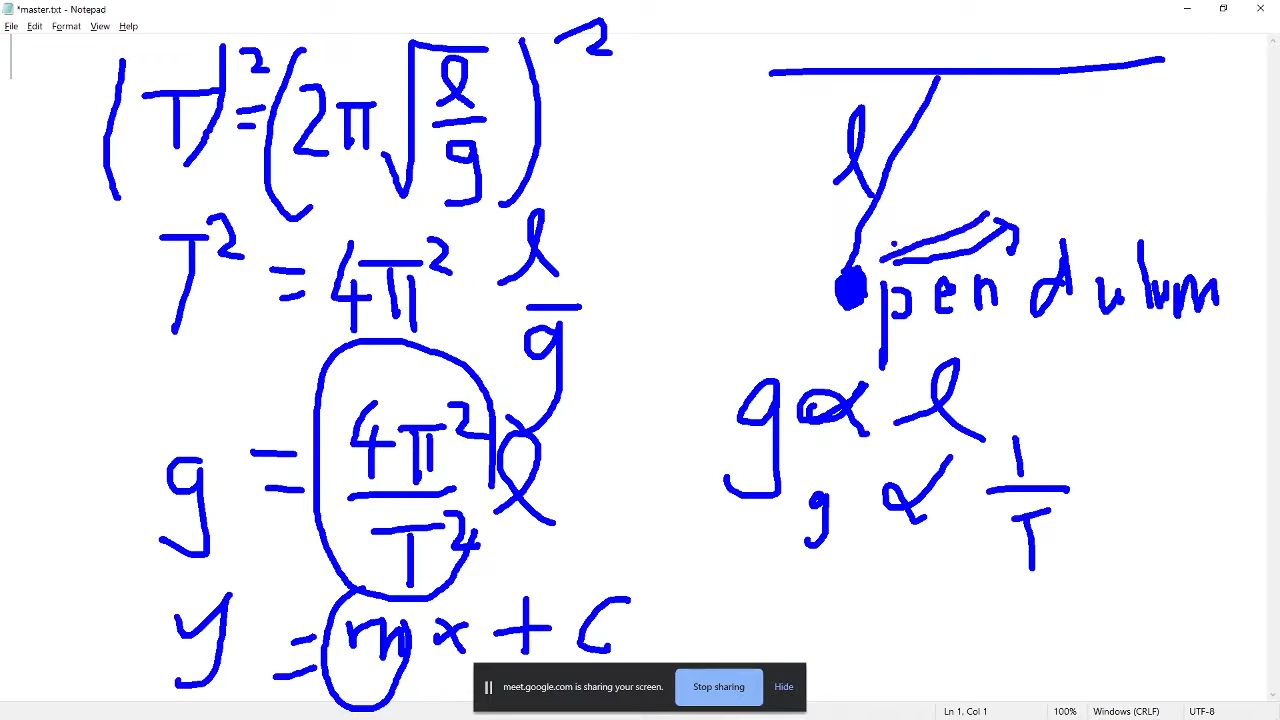 *master.txt - Notepad
File Edit Format View Help
(T)² = (2π√(l/g))²
T² = 4π² l/g
g = 4π²/T² l
y = mx + c
l
pendulum
g ∝ l
g ∝ 1/T
meet.google.com is sharing your screen. Stop sharing Hide
Ln 1, Col 1 100% Windows (CRLF) UTF-8